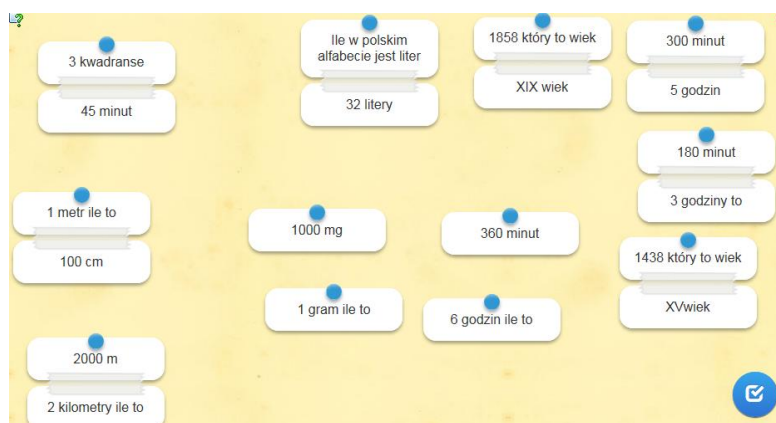 3 kwadranse
45 minut
Ile w polskim
alfabecie jest liter
32 litery
1858 który to wiek
XIX wiek
300 minut
5 godzin
180 minut
3 godziny to
1 metr ile to
100 cm
1000 mg
360 minut
1438 który to wiek
XVwiek
1 gram ile to
6 godzin ile to
2000 m
2 kilometry ile to